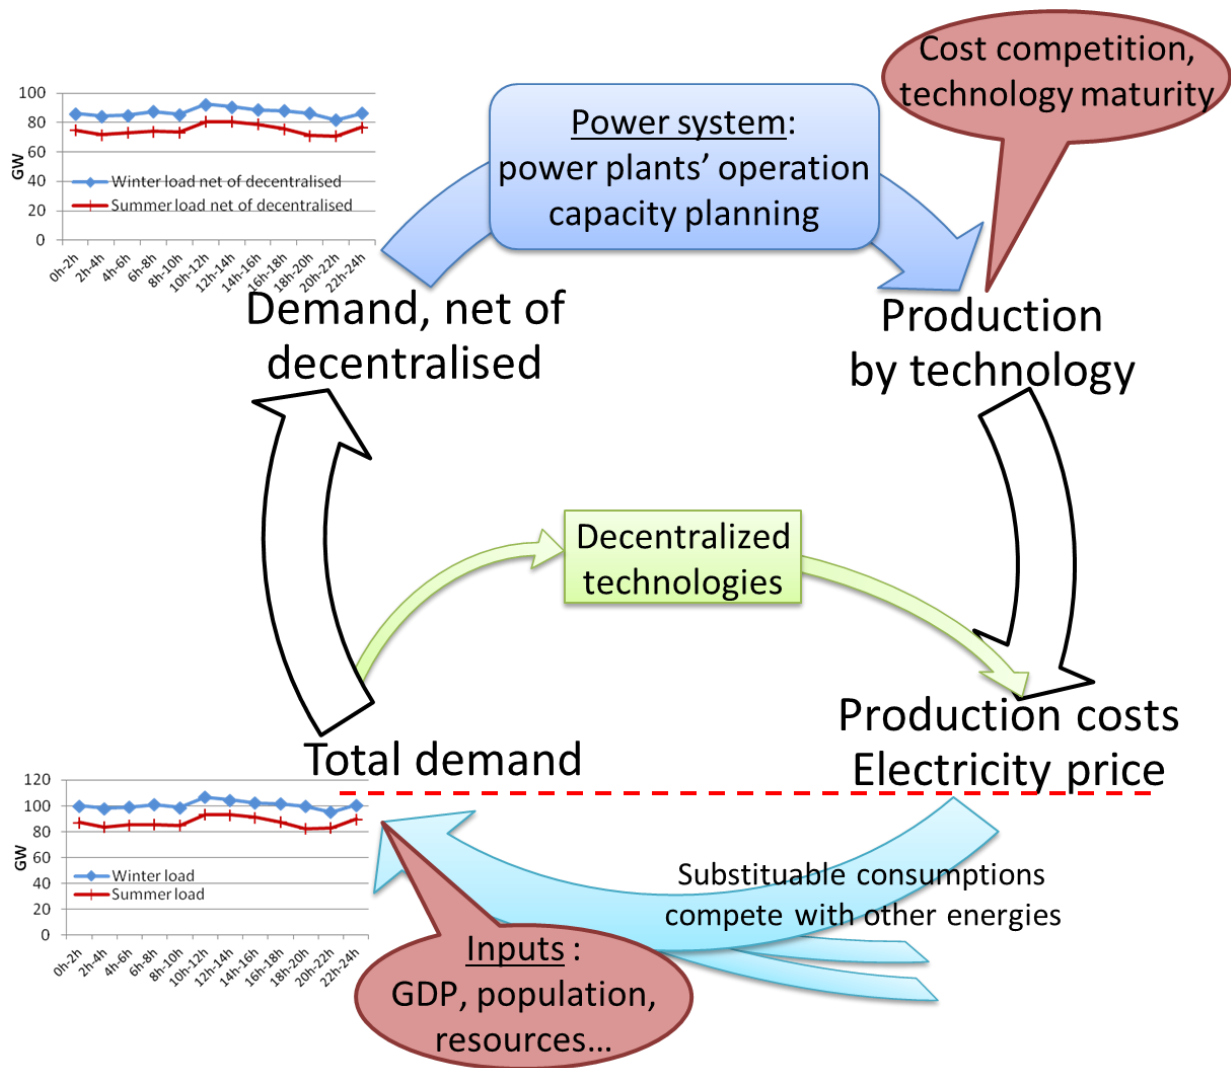 Cost competition,
technology maturity
Power system:
power plants' operation
capacity planning
100
80
60
40
20
0
GW
Winter load net of decentralised
Summer load net of decentralised
0h-2h
2h-4h
4h-6h
6h-8h
8h-10h
10h-12h
12h-14h
14h-16h
16h-18h
18h-20h
20h-22h
22h-24h
Demand, net of
decentralised
Production
by technology
Decentralized
technologies
Production costs
Electricity price
Total demand
120
100
80
60
40
20
0
GW
Winter load
Summer load
0h-2h
2h-4h
4h-6h
6h-8h
8h-10h
10h-12h
12h-14h
14h-16h
16h-18h
18h-20h
20h-22h
22h-24h
Substituable consumptions
compete with other energies
Inputs :
GDP, population,
resources...